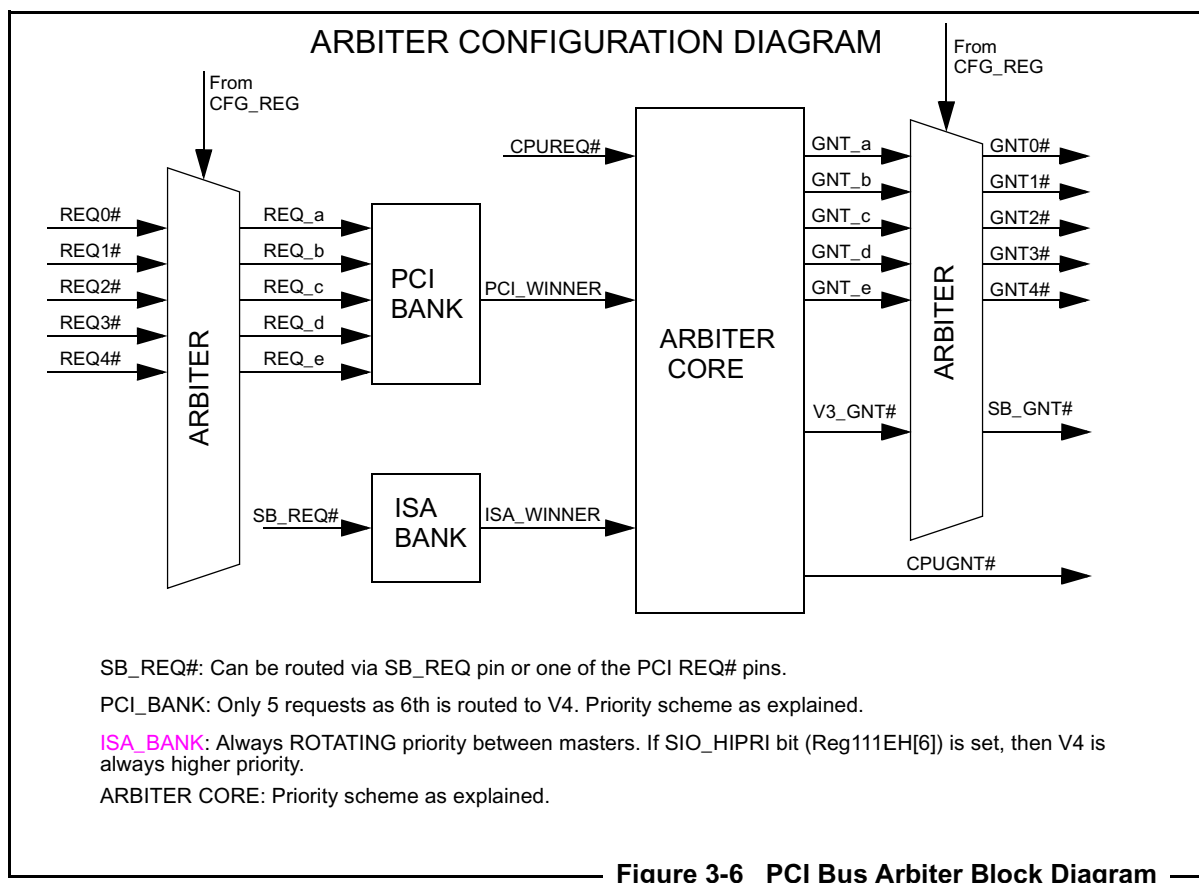 ARBITER CONFIGURATION DIAGRAM
From
CFG_REG
From
CFG_REG
REQ0#
REQ1#
REQ2#
REQ3#
REQ4#
ARBITER
REQ_a
REQ_b
REQ_c
REQ_d
REQ_e
PCI
BANK
PCI_WINNER
SB_REQ#
ISA
BANK
ISA_WINNER
CPUREQ#
ARBITER
CORE
GNT_a
GNT_b
GNT_c
GNT_d
GNT_e
V3_GNT#
ARBITER
GNT0#
GNT1#
GNT2#
GNT3#
GNT4#
SB_GNT#
CPUGNT#
SB_REQ#: Can be routed via SB_REQ pin or one of the PCI REQ# pins.
PCI_BANK: Only 5 requests as 6th is routed to V4. Priority scheme as explained.
ISA_BANK: Always ROTATING priority between masters. If SIO_HIPRI bit (Reg111EH[6]) is set, then V4 is
always higher priority.
ARBITER CORE: Priority scheme as explained.
Figure 3-6 PCI Bus Arbiter Block Diagram